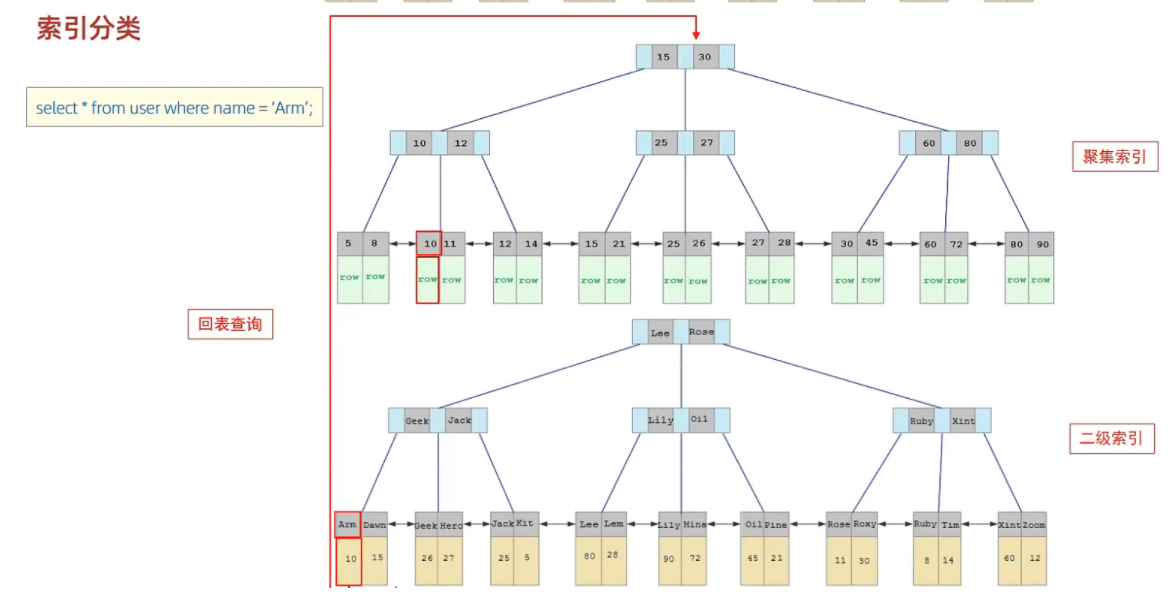 索引分类
select * from user where name = ‘Arm’;
15 30
10 12 25 27 60 80
聚集索引
5 8 10 11 12 14 15 21 25 26 27 28 30 45 60 72 80 90
row row row row row row row row row row row row row row row row row row
回表查询
Lee Rose
Geek Jack Lily Oil Ruby Xint
二级索引
Arm Dawn Geek Hero Jack Kit Lee Lem Lily Mina Oil Pine Rose Roxy Ruby Tim Xint Zoom
10 15 26 27 25 5 80 28 90 72 45 21 11 30 8 14 60 12